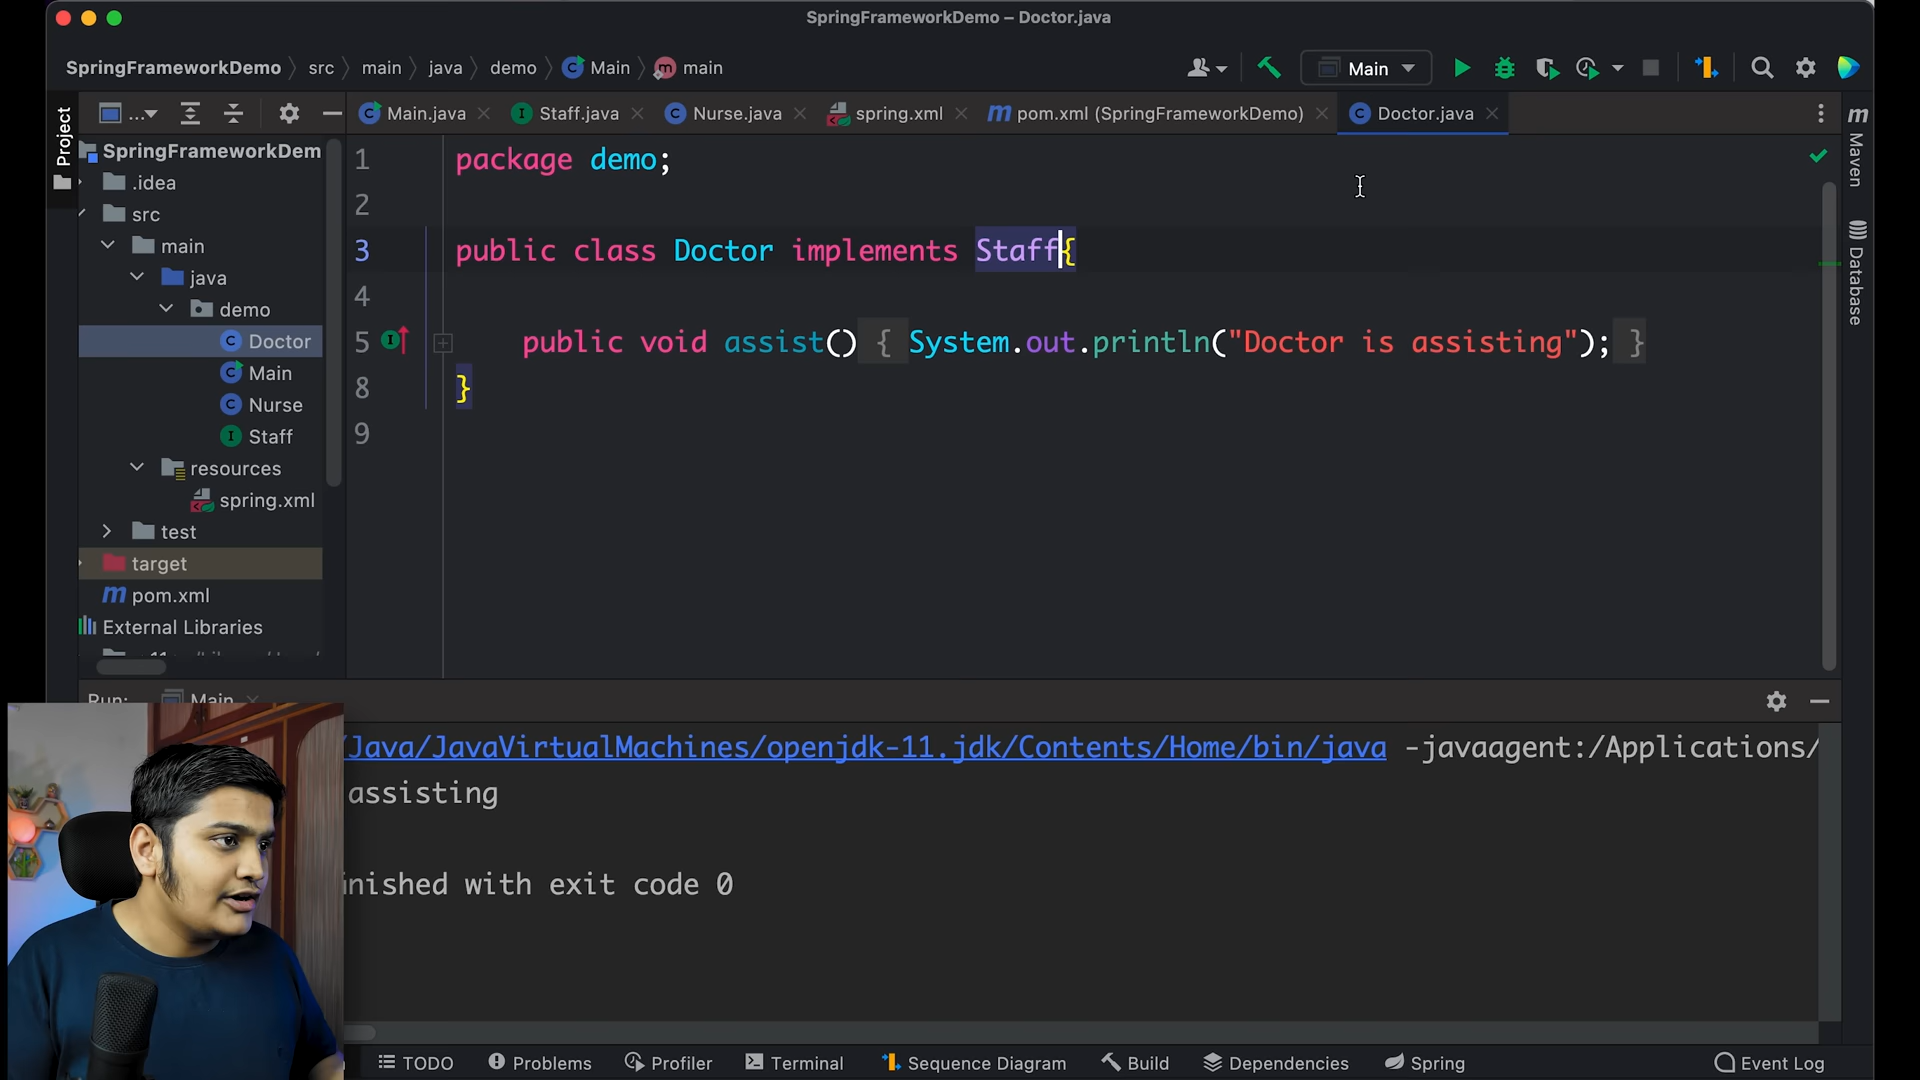 SpringFrameworkDemo – Doctor.java
SpringFrameworkDemo src main java demo Main main
Main
Project
...
Main.java Staff.java Nurse.java spring.xml pom.xml (SpringFrameworkDemo) Doctor.java
SpringFrameworkDem
.idea
src
main
java
demo
Doctor
Main
Nurse
Staff
resources
spring.xml
test
target
pom.xml
External Libraries
1 package demo;
2
3 public class Doctor implements Staff{
4
5 public void assist() { System.out.println("Doctor is assisting"); }
8 }
9
Maven
Database
Run: Main
/Java/JavaVirtualMachines/openjdk-11.jdk/Contents/Home/bin/java -javaagent:/Applications/
assisting
inished with exit code 0
TODO Problems Profiler Terminal Sequence Diagram Build Dependencies Spring Event Log